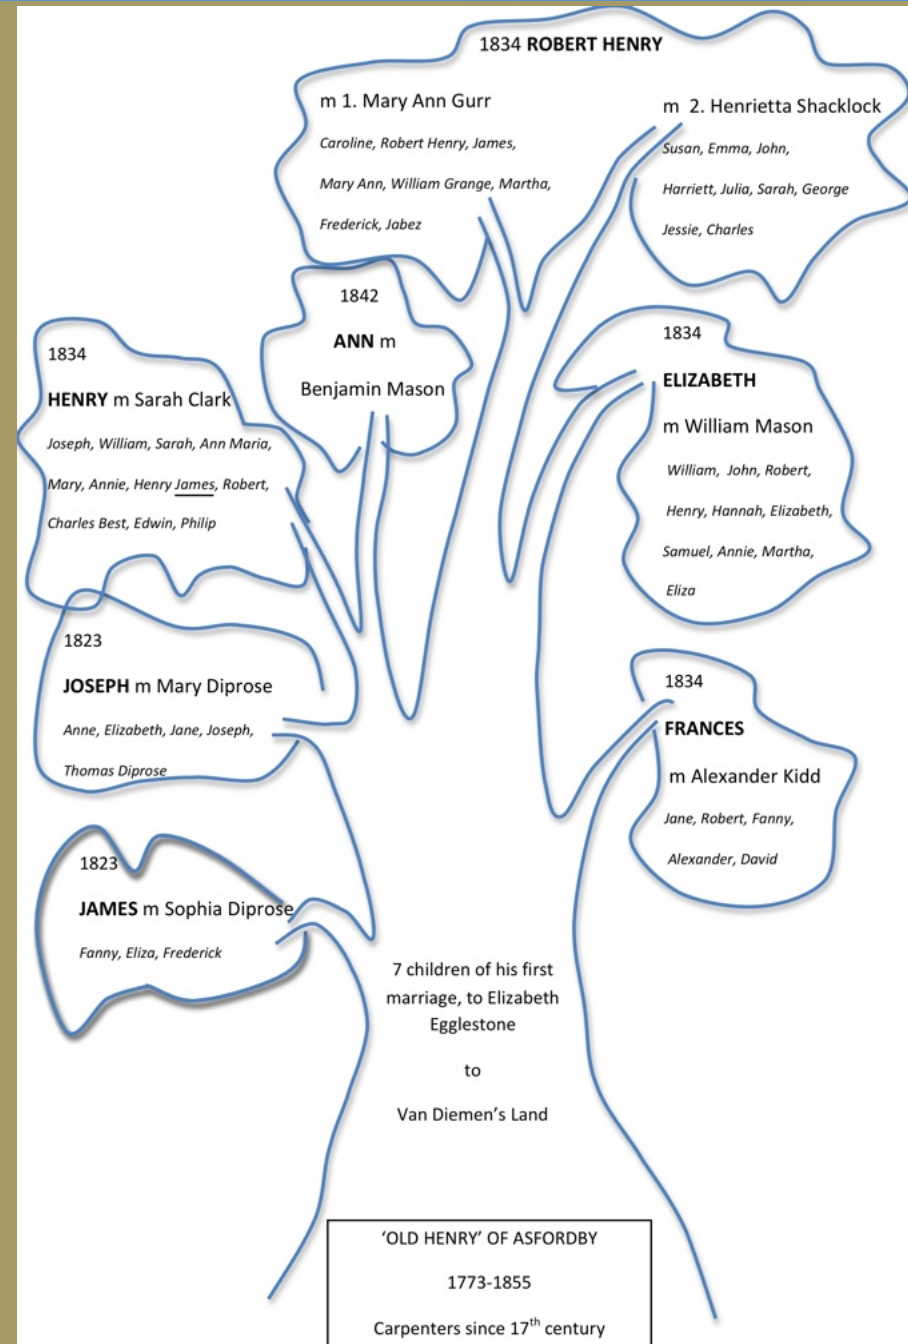 1834 ROBERT HENRY
m 1. Mary Ann Gurr
Caroline, Robert Henry, James,
Mary Ann, William Grange, Martha,
Frederick, Jabez
m 2. Henrietta Shacklock
Susan, Emma, John,
Harriett, Julia, Sarah, George
Jessie, Charles
1842
ANN m
Benjamin Mason
1834
HENRY m Sarah Clark
Joseph, William, Sarah, Ann Maria,
Mary, Annie, Henry James, Robert,
Charles Best, Edwin, Philip
1834
ELIZABETH
m William Mason
William, John, Robert,
Henry, Hannah, Elizabeth,
Samuel, Annie, Martha,
Eliza
1823
JOSEPH m Mary Diprose
Anne, Elizabeth, Jane, Joseph,
Thomas Diprose
1834
FRANCES
m Alexander Kidd
Jane, Robert, Fanny,
Alexander, David
1823
JAMES m Sophia Diprose
Fanny, Eliza, Frederick
7 children of his first
marriage, to Elizabeth
Egglestone
to
Van Diemen's Land
'OLD HENRY' OF ASFORDBY
1773-1855
Carpenters since 17th century